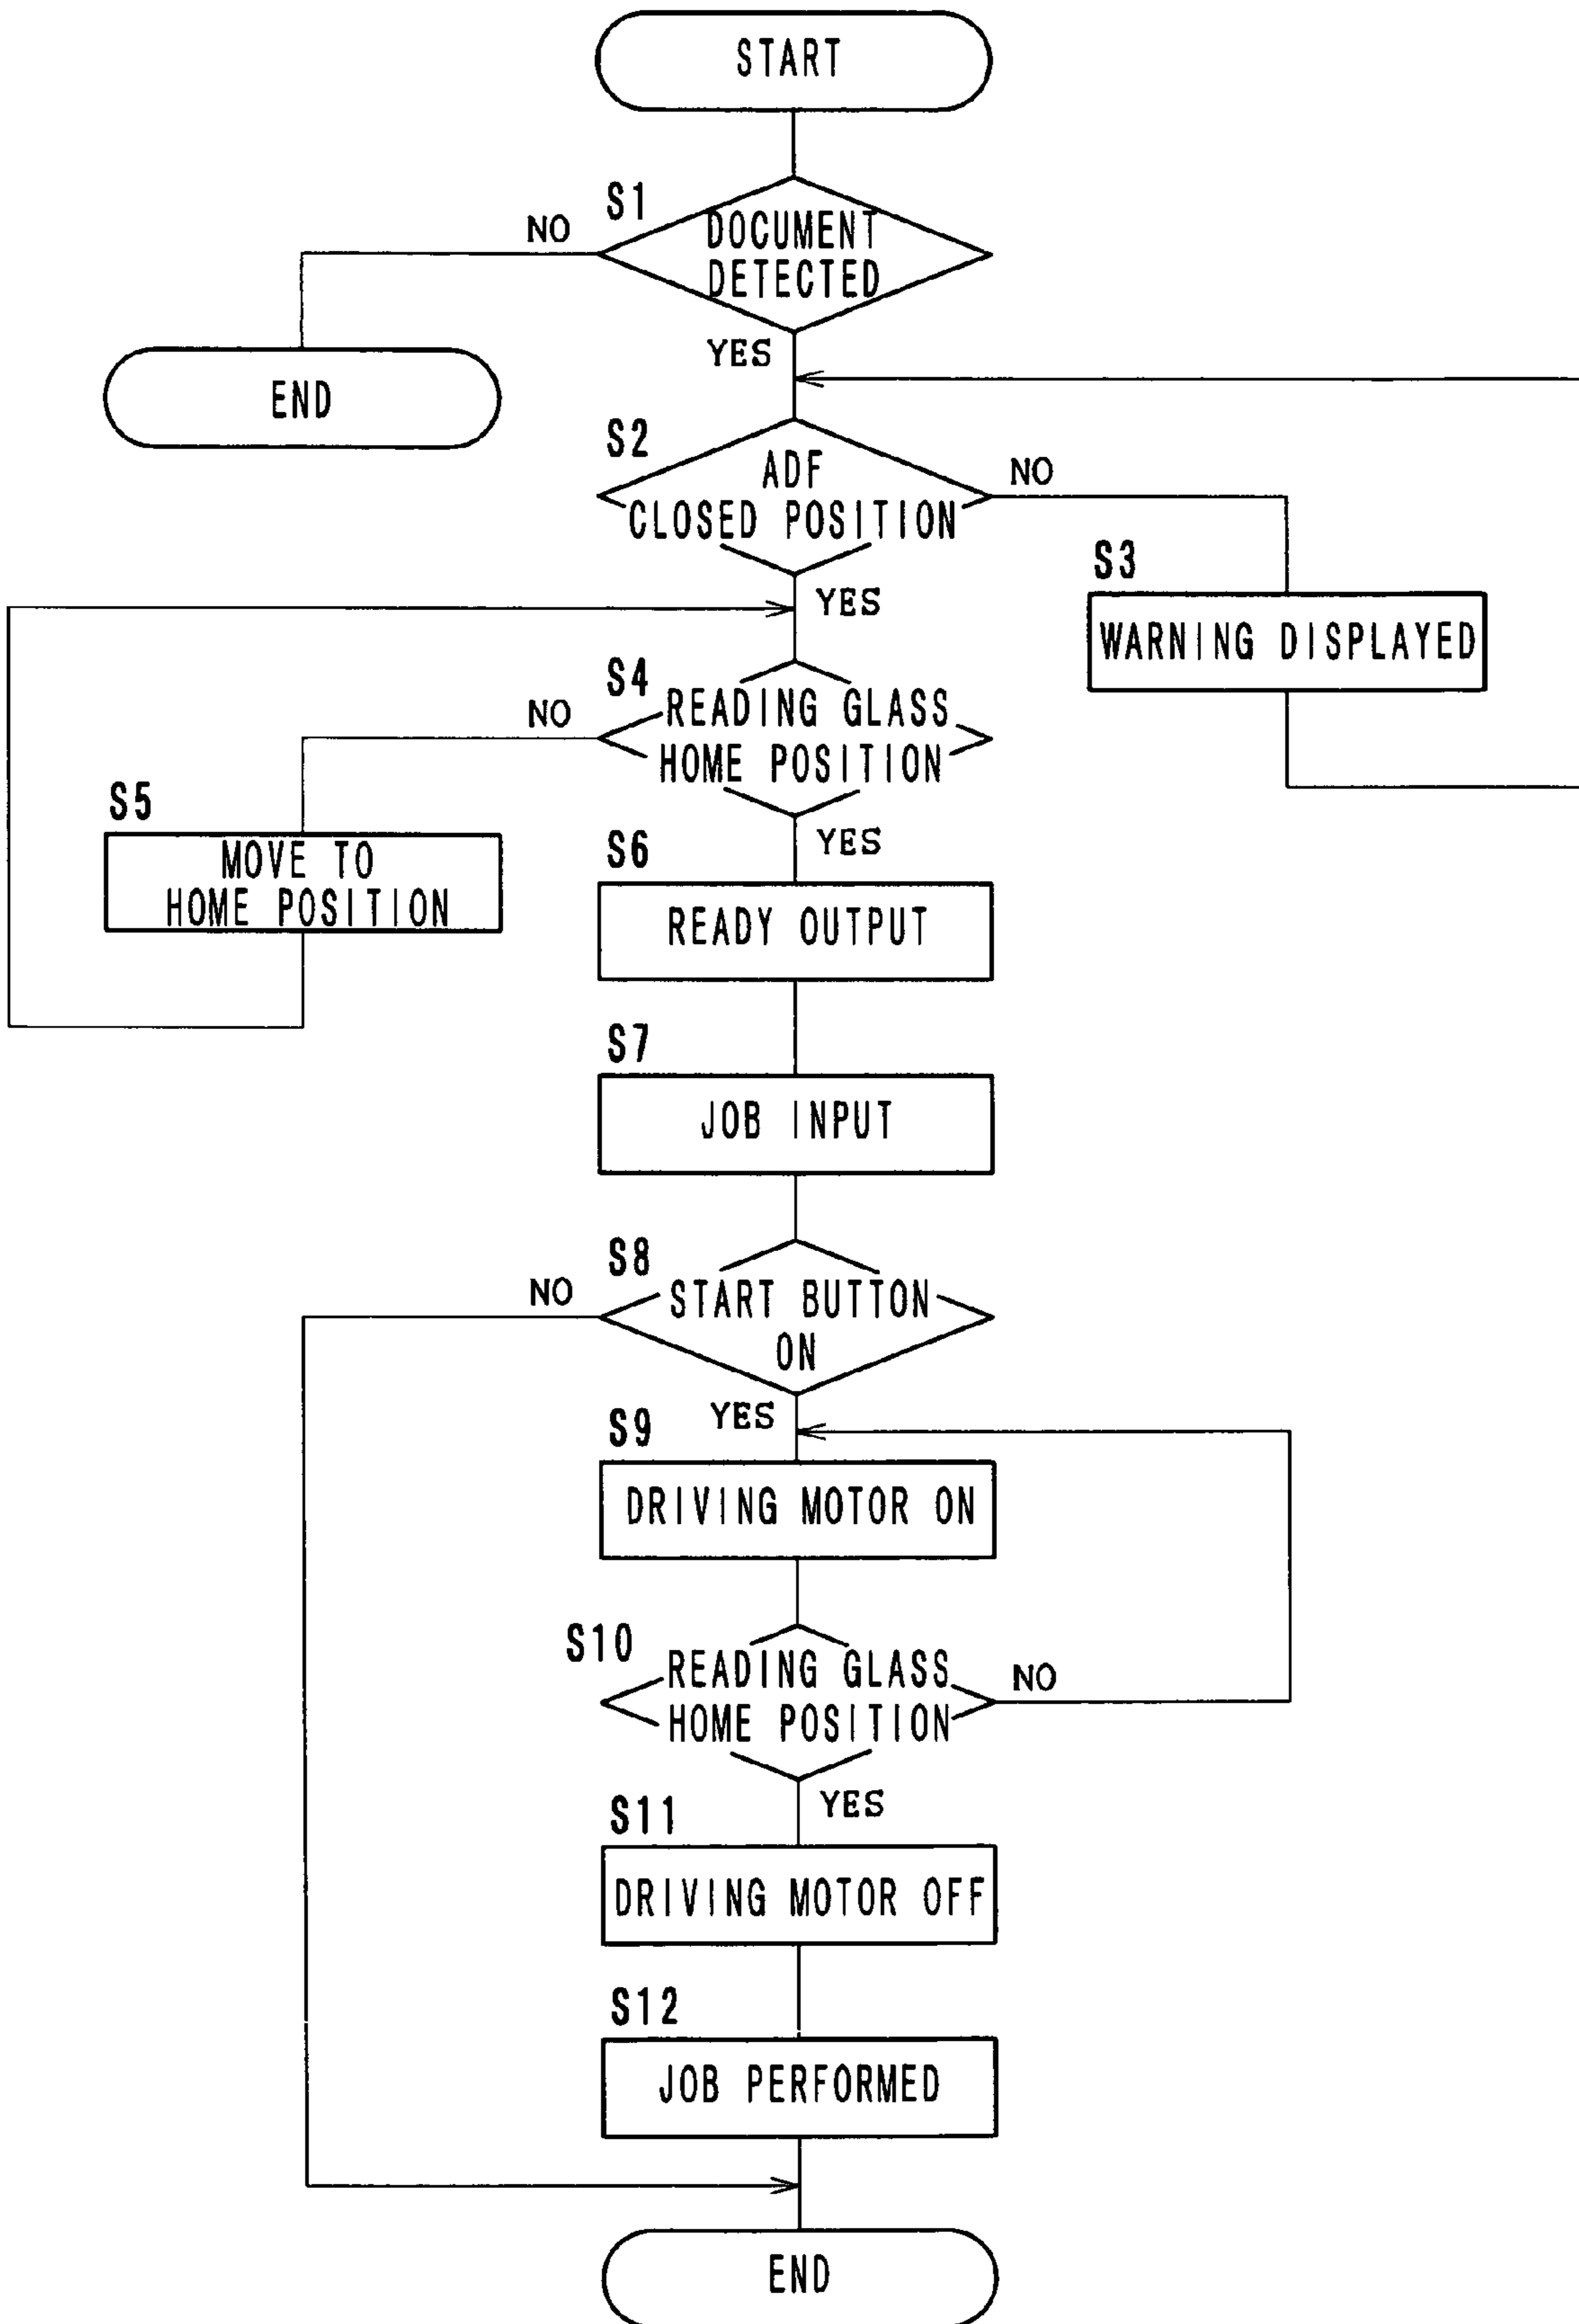 START
S1
NO
DOCUMENT
DETECTED
YES
END
S2
ADF
CLOSED POSITION
NO
S3
YES
WARNING DISPLAYED
S4
NO
READING GLASS
HOME POSITION
S5
YES
MOVE TO
HOME POSITION
S6
READY OUTPUT
S7
JOB INPUT
S8
NO
START BUTTON
ON
YES
S9
DRIVING MOTOR ON
S10
READING GLASS
HOME POSITION
NO
YES
S11
DRIVING MOTOR OFF
S12
JOB PERFORMED
END